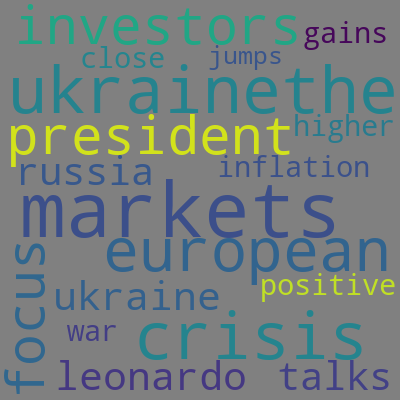 investors
gains
close
jumps
ukrainethe
president
higher
russia
inflation
markets
european
focus
ukraine
positive
war
crisis
leonardo
talks